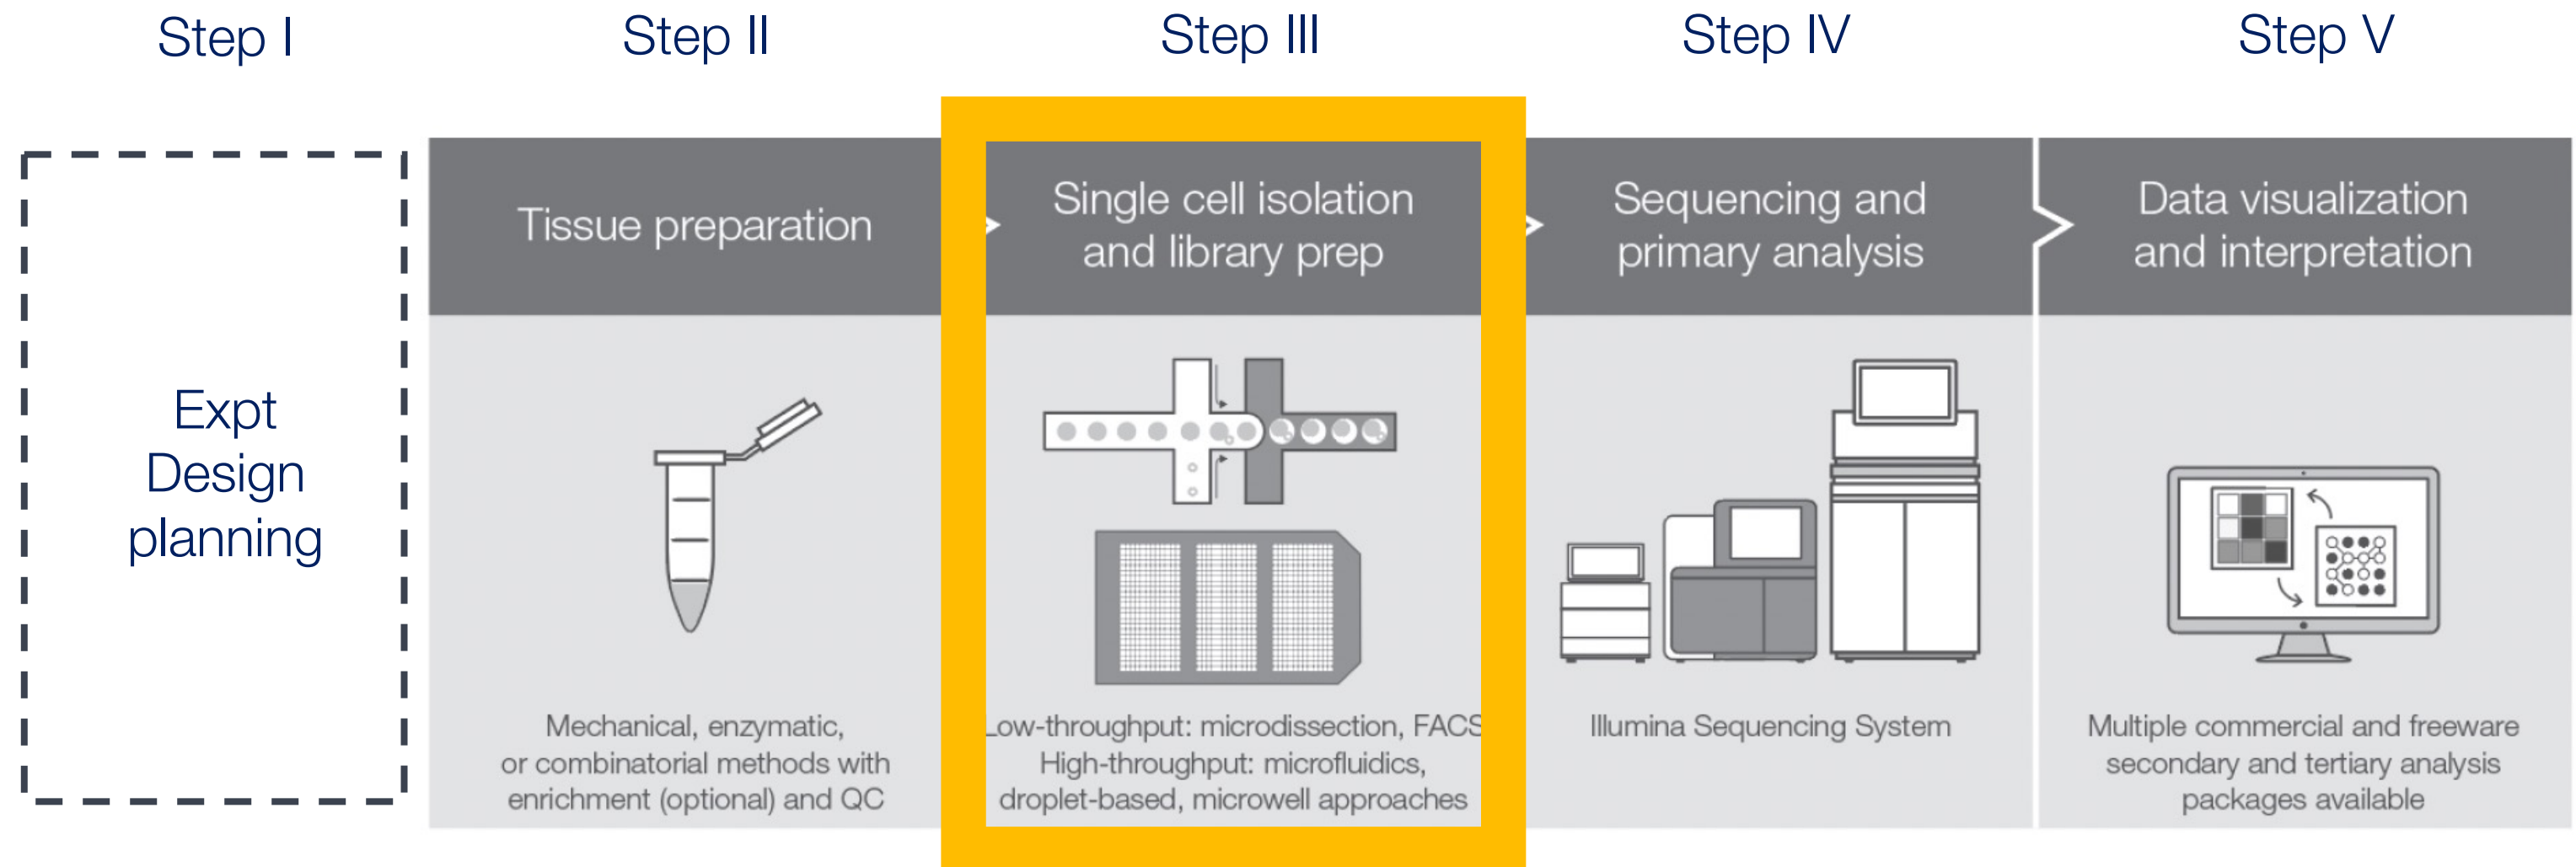 Step I
Step II
Step III
Step IV
Step V
Expt
Design
planning
Tissue preparation
Mechanical, enzymatic,
or combinatorial methods with
enrichment (optional) and QC
Single cell isolation
and library prep
Low-throughput: microdissection, FACS
High-throughput: microfluidics,
droplet-based, microwell approaches
Sequencing and
primary analysis
Illumina Sequencing System
Data visualization
and interpretation
Multiple commercial and freeware
secondary and tertiary analysis
packages available